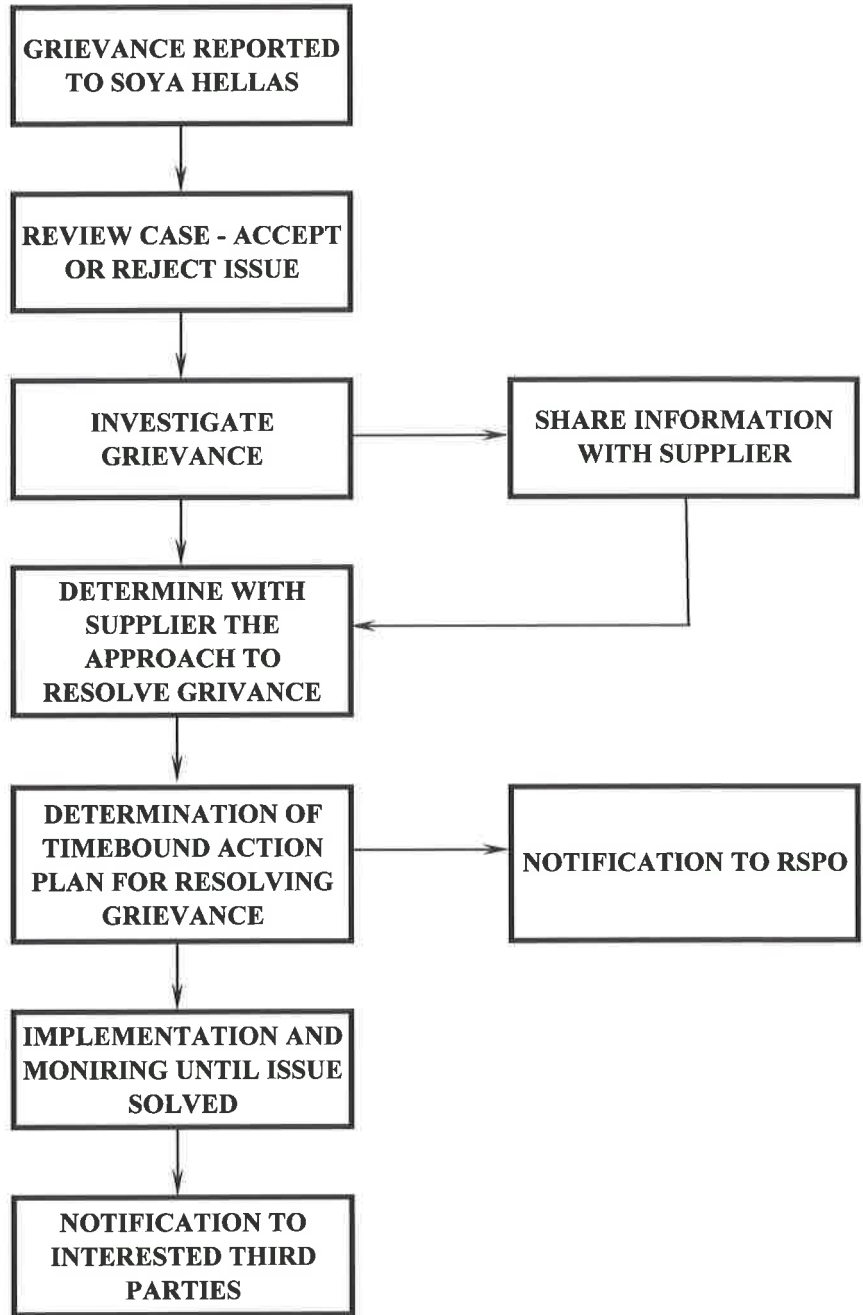 GRIEVANCE REPORTED
TO SOYA HELLAS
REVIEW CASE - ACCEPT
OR REJECT ISSUE
INVESTIGATE
GRIEVANCE
SHARE INFORMATION
WITH SUPPLIER
DETERMINE WITH
SUPPLIER THE
APPROACH TO
RESOLVE GRIVANCE
DETERMINATION OF
TIMEBOUND ACTION
PLAN FOR RESOLVING
GRIEVANCE
NOTIFICATION TO RSPO
IMPLEMENTATION AND
MONIRING UNTIL ISSUE
SOLVED
NOTIFICATION TO
INTERESTED THIRD
PARTIES